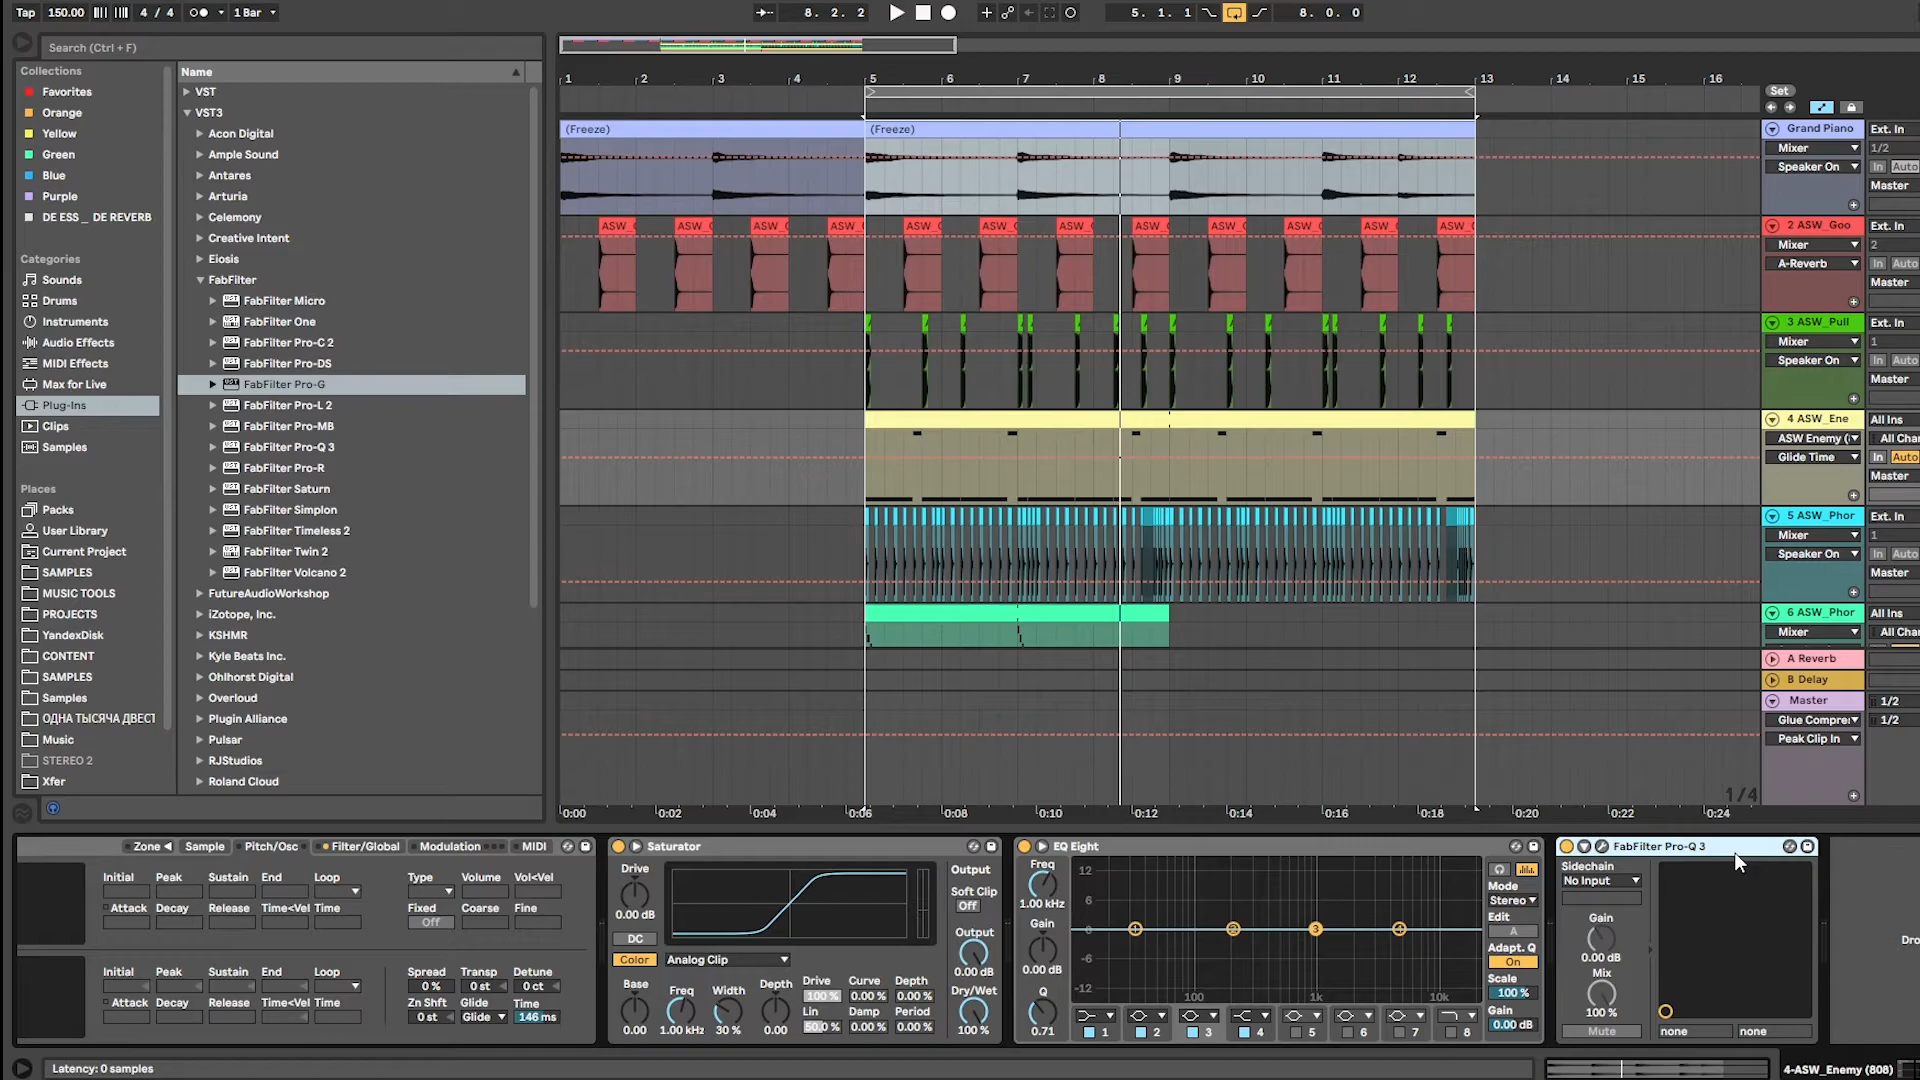 Tap 150.00 4 / 4 1 Bar 8. 2. 2 5. 1. 1 8. 0. 0
Search (Ctrl + F)
Collections
Favorites
Orange
Yellow
Green
Blue
Purple
DE ESS _ DE REVERB
Categories
Sounds
Drums
Instruments
Audio Effects
MIDI Effects
Max for Live
Plug-Ins
Clips
Samples
Places
Packs
User Library
Current Project
SAMPLES
MUSIC TOOLS
PROJECTS
YandexDisk
CONTENT
SAMPLES
Samples
ОДНА ТЫСЯЧА ДВЕСТ
Music
STEREO 2
Xfer
Name
VST
VST3
Acon Digital
Ample Sound
Antares
Arturia
Celemony
Creative Intent
Eiosis
FabFilter
FabFilter Micro
FabFilter One
FabFilter Pro-C 2
FabFilter Pro-DS
FabFilter Pro-G
FabFilter Pro-L 2
FabFilter Pro-MB
FabFilter Pro-Q 3
FabFilter Pro-R
FabFilter Saturn
FabFilter Simplon
FabFilter Timeless 2
FabFilter Twin 2
FabFilter Volcano 2
FutureAudioWorkshop
iZotope, Inc.
KSHMR
Kyle Beats Inc.
Ohlhorst Digital
Overloud
Plugin Alliance
Pulsar
RJStudios
Roland Cloud
1 2 3 4 5 6 7 8 9 10 11 12 13 14 15 16
Set
(Freeze) (Freeze)
ASW_ ASW_ ASW_ ASW_ ASW_ ASW_ ASW_ ASW_ ASW_ ASW_ ASW_ ASW_
Grand Piano Ext. In
Mixer 1/2
Speaker On In Auto
Master
2 ASW_Goo Ext. In
Mixer 2
A-Reverb In Auto
Master
3 ASW_Pull Ext. In
Mixer 1
Speaker On In Auto
Master
4 ASW_Ene All Ins
ASW Enemy ( All Cha
Glide Time In Auto
Master
5 ASW_Phor Ext. In
Mixer 1
Speaker On In Auto
Master
6 ASW_Phor All Ins
Mixer All Cha
A Reverb
B Delay
Master 1/2
Glue Compre 1/2
Peak Clip In
1/4
0:00 0:02 0:04 0:06 0:08 0:10 0:12 0:14 0:16 0:18 0:20 0:22 0:24
Zone Sample Pitch/Osc Filter/Global Modulation MIDI
Initial Peak Sustain End Loop Type Volume Vol<Vel
Attack Decay Release Time<Vel Time Fixed Coarse Fine
Off
Initial Peak Sustain End Loop Spread Transp Detune
0 % 0 st 0 ct
Attack Decay Release Time<Vel Time Zn Shft Glide Time
0 st Glide 146 ms
Saturator
Drive
0.00 dB
DC
Color Analog Clip
Base Freq Width Depth
0.00 1.00 kHz 30 % 0.00
Drive Curve Depth
100 % 0.00 % 0.00 %
Lin Damp Period
50.0 % 0.00 % 0.00 %
Output
Soft Clip
Off
Output
0.00 dB
Dry/Wet
100 %
EQ Eight
Freq
1.00 kHz
Gain
0.00 dB
Q
0.71
12
6
0
-6
-12
100 1k 10k
1 2 3 4
1 2 3 4 5 6 7 8
Mode
Stereo
Edit
A
Adapt. Q
On
Scale
100 %
Gain
0.00 dB
FabFilter Pro-Q 3
Sidechain
No Input
Gain
0.00 dB
Mix
100 %
Mute
none none
Dro
Latency: 0 samples
4-ASW_Enemy (808)